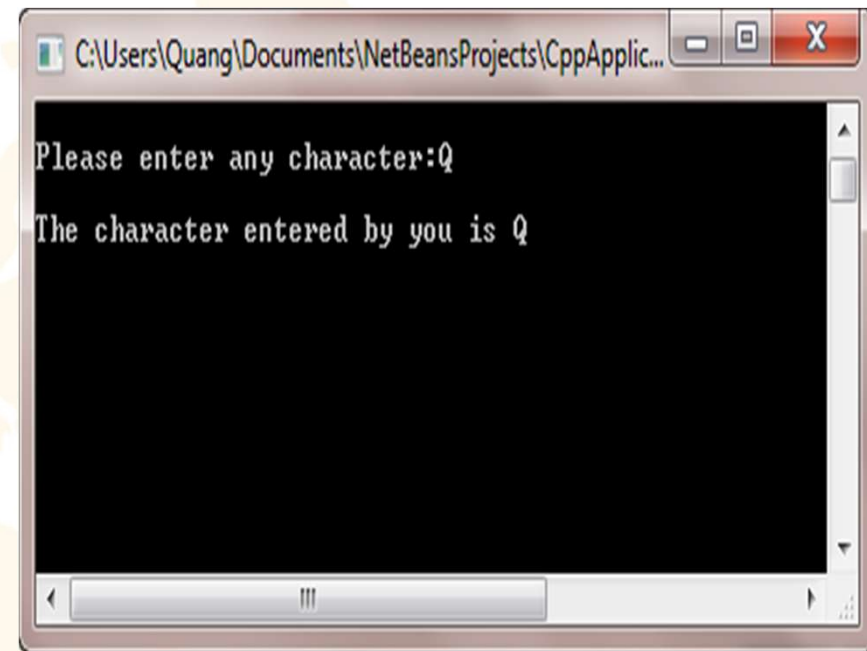 C:\Users\Quang\Documents\NetBeansProjects\CppApplic...
Please enter any character:Q
The character entered by you is Q